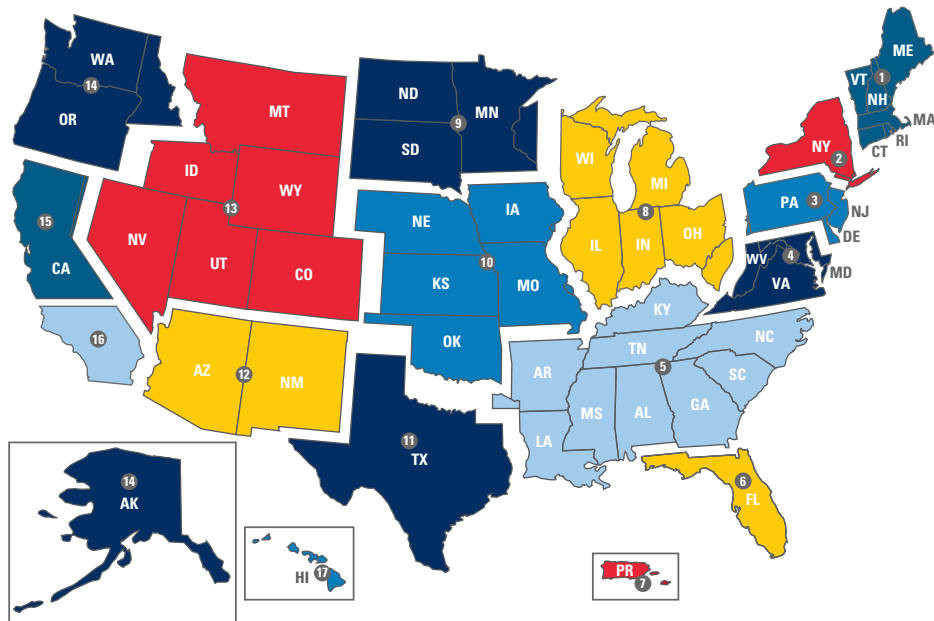 WA
14
OR
MT
ID
WY
13
NV
UT
CO
15
CA
16
AZ
12
NM
ND
MN
9
SD
NE
IA
10
KS
MO
OK
11
TX
WI
MI
8
IL
IN
OH
ME
VT
1
NH
MA
RI
CT
NY
2
PA
3
NJ
DE
4
WV
MD
VA
KY
NC
TN
5
SC
AR
MS
AL
GA
LA
6
FL
14
AK
HI
17
PR
7